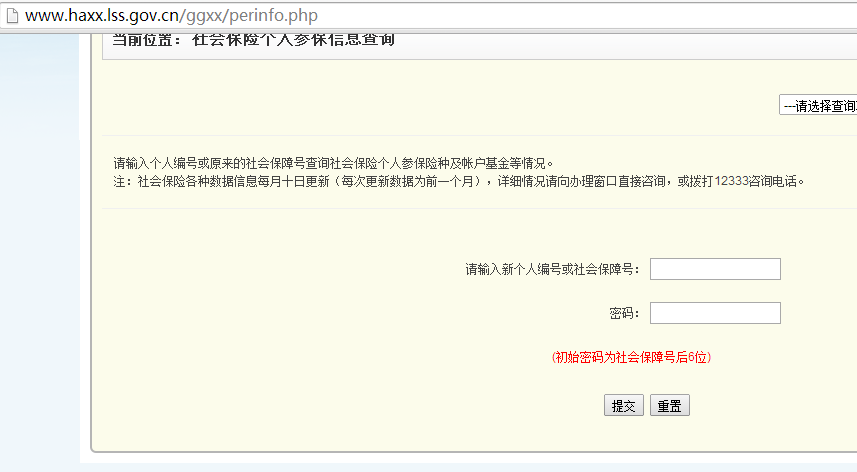 www.haxx.lss.gov.cn/ggxx/perinfo.php
当前位置：社会保险个人参保信息查询
---请选择查询
请输入个人编号或原来的社会保障号查询社会保险个人参保险种及帐户基金等情况。
注：社会保险各种数据信息每月十日更新（每次更新数据为前一个月），详细情况请向办理窗口直接咨询，或拨打12333咨询电话。
请输入新个人编号或社会保障号：
密码：
(初始密码为社会保障号后6位)
提交 重置